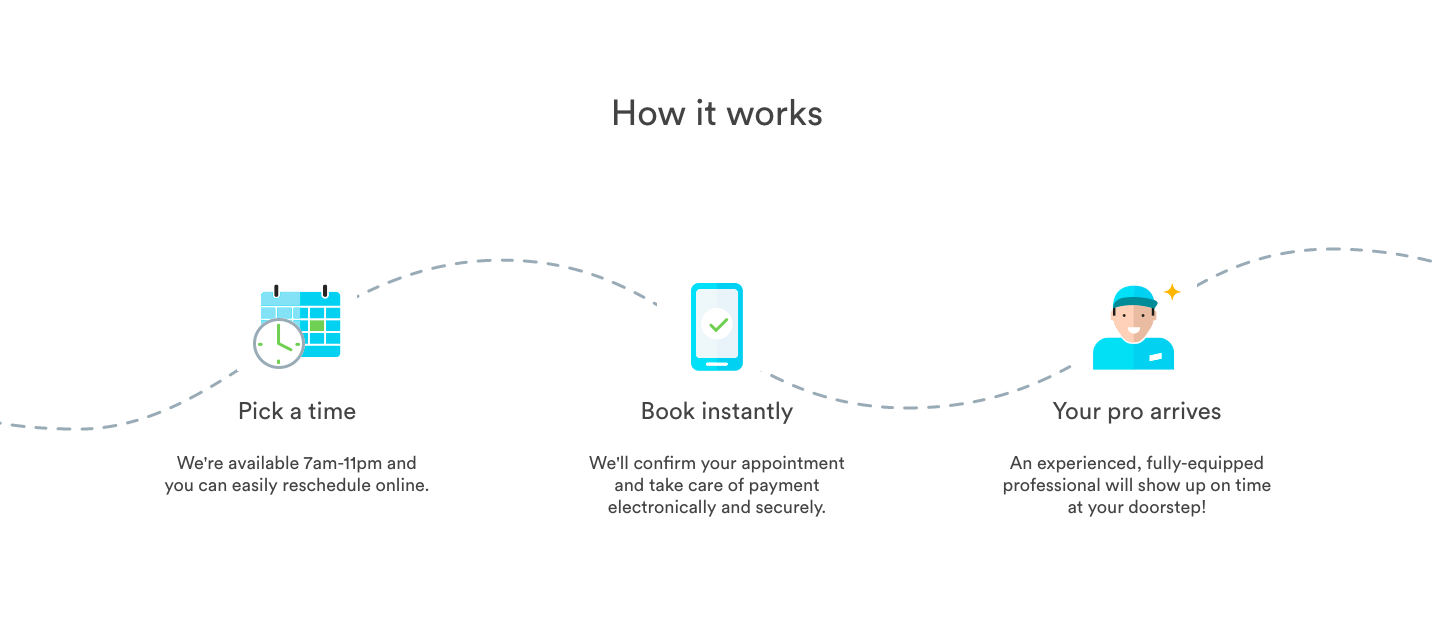 How it works
Pick a time
We're available 7am-11pm and
you can easily reschedule online.
Book instantly
We'll confirm your appointment
and take care of payment
electronically and securely.
Your pro arrives
An experienced, fully-equipped
professional will show up on time
at your doorstep!